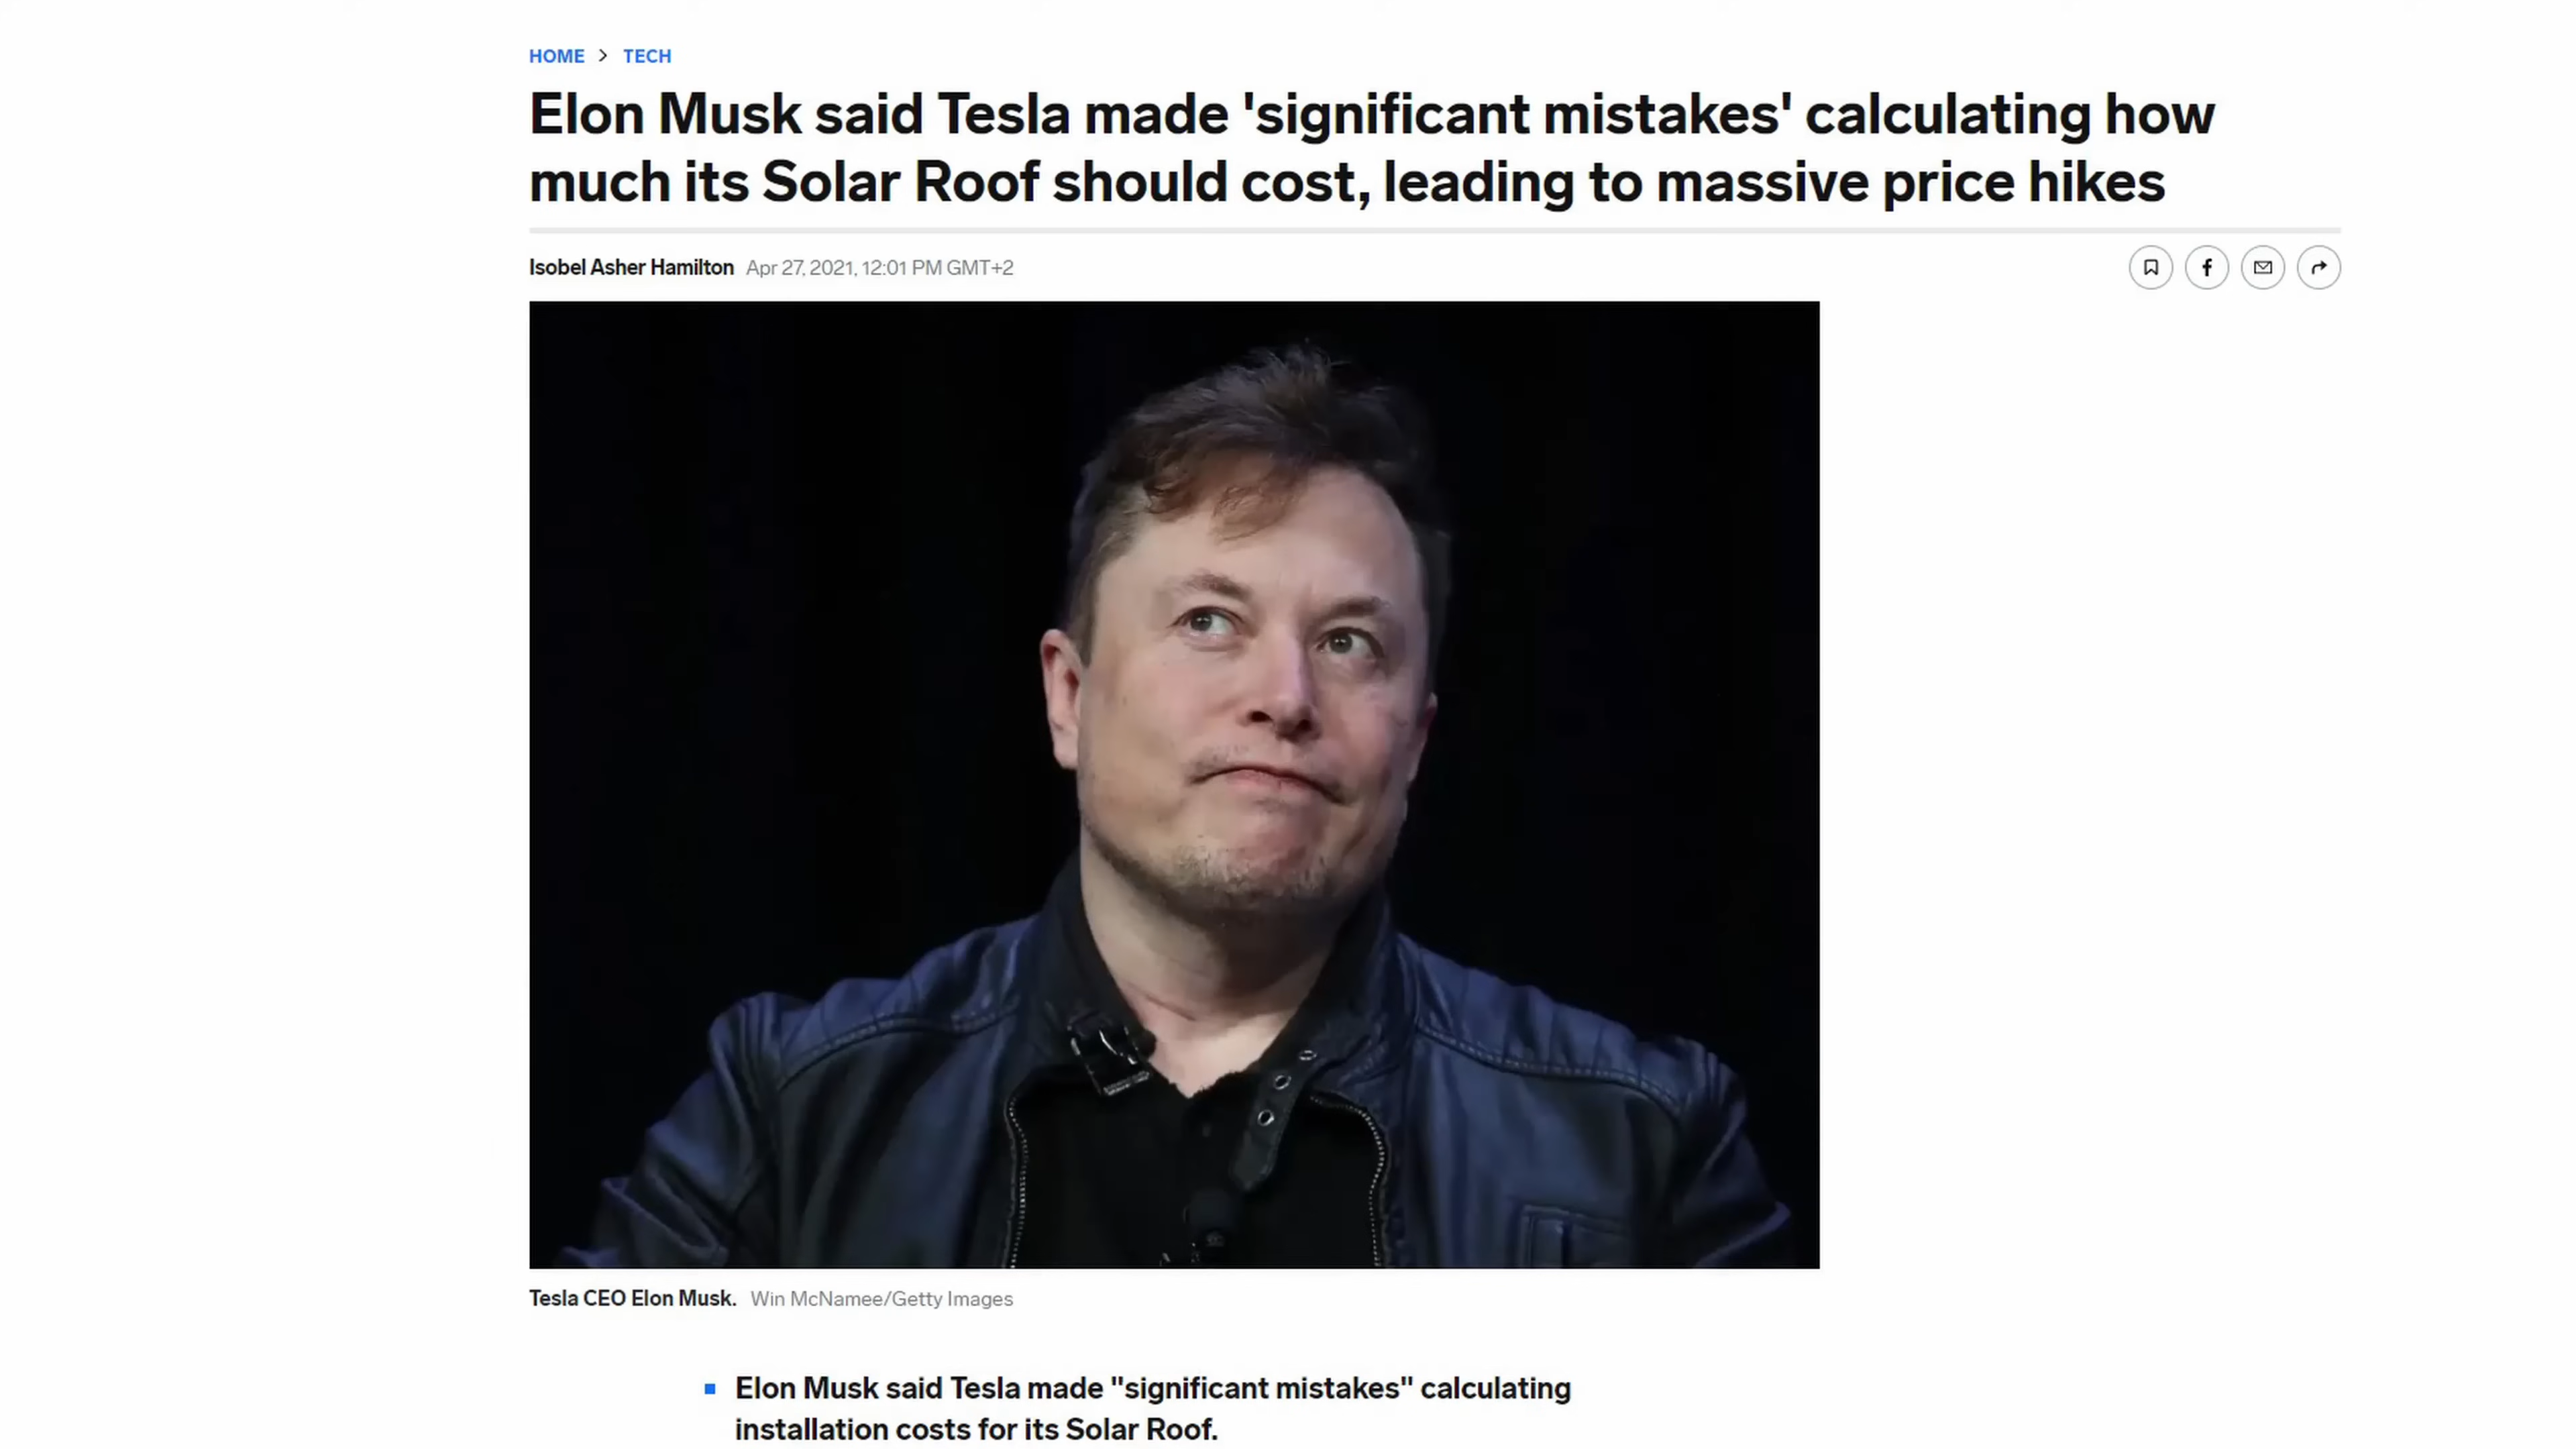 HOME > TECH
Elon Musk said Tesla made 'significant mistakes' calculating how
much its Solar Roof should cost, leading to massive price hikes
Isobel Asher Hamilton Apr 27, 2021, 12:01 PM GMT+2
Tesla CEO Elon Musk. Win McNamee/Getty Images
Elon Musk said Tesla made "significant mistakes" calculating
installation costs for its Solar Roof.